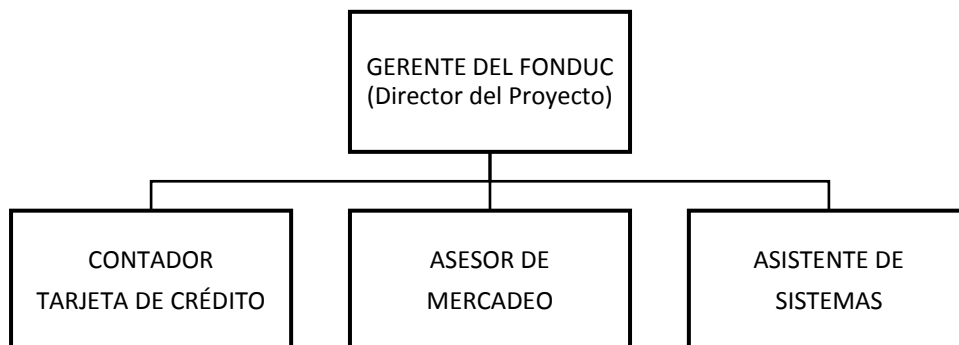 GERENTE DEL FONDUC
(Director del Proyecto)
CONTADOR
TARJETA DE CRÉDITO
ASESOR DE
MERCADEO
ASISTENTE DE
SISTEMAS